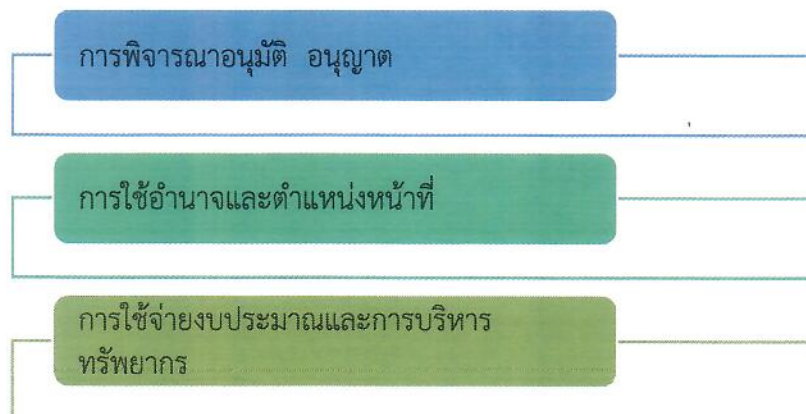 การพิจารณาอนุมัติ อนุญาต
การใช้อำนาจและตำแหน่งหน้าที่
การใช้จ่ายงบประมาณและการบริหาร
ทรัพยากร